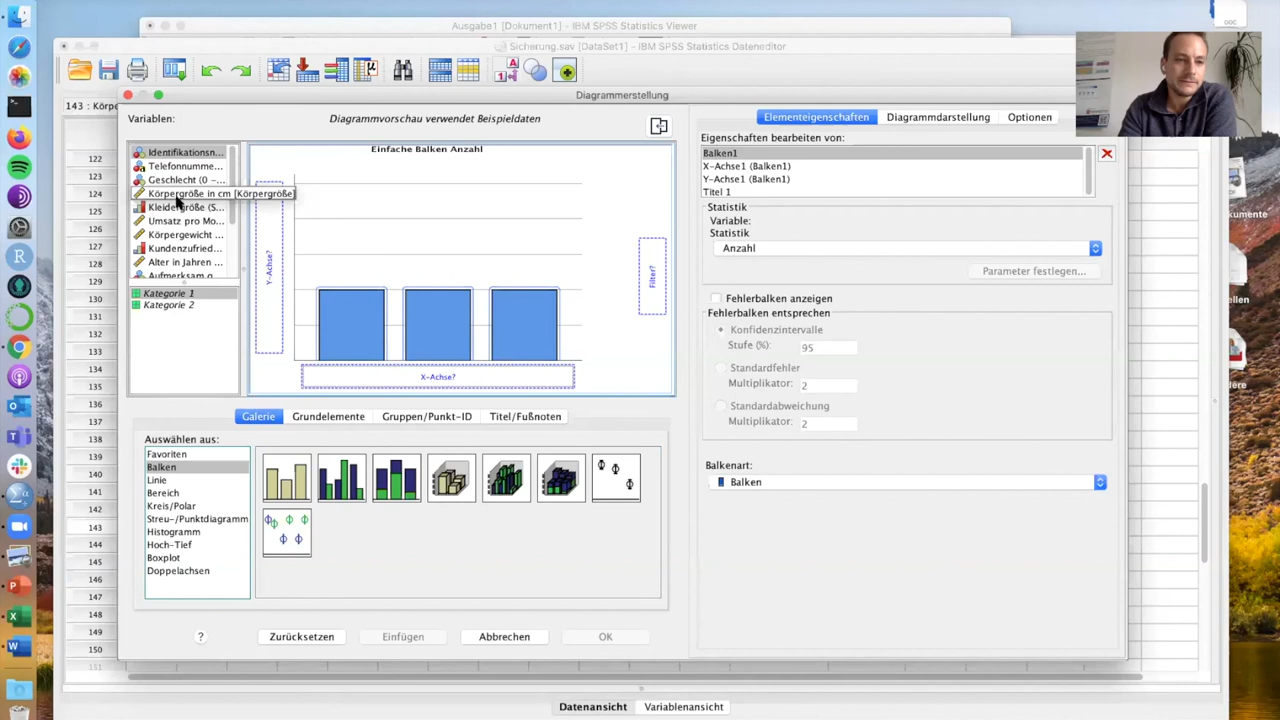 Ausgabe1 [Dokument1] – IBM SPSS Statistics Viewer
Sicherung.sav [DataSet1] – IBM SPSS Statistics Dateneditor
DOC
Diagrammerstellung
143 : Körpe
122
123
124
125
126
127
128
129
130
131
132
133
134
135
136
137
138
139
140
141
142
143
144
145
146
147
148
149
150
151
Variablen:
Diagrammvorschau verwendet Beispieldaten
Identifikationsn...
Telefonnumme...
Geschlecht (0 –...
Körpergröße in cm [Körpergröße]
Kleidergröße (S...
Umsatz pro Mo...
Körpergewicht ...
Kundenzufried...
Alter in Jahren ...
Kategorie 1
Kategorie 2
Einfache Balken Anzahl
Y-Achse?
Filter?
X-Achse?
Galerie
Grundelemente
Gruppen/Punkt-ID
Titel/Fußnoten
Auswählen aus:
Favoriten
Balken
Linie
Bereich
Kreis/Polar
Streu-/Punktdiagramm
Histogramm
Hoch-Tief
Boxplot
Doppelachsen
?
Zurücksetzen
Einfügen
Abbrechen
OK
Elementeigenschaften
Diagrammdarstellung
Optionen
Eigenschaften bearbeiten von:
Balken1
X-Achse1 (Balken1)
Y-Achse1 (Balken1)
Titel 1
Statistik
Variable:
Statistik
Anzahl
Parameter festlegen...
Fehlerbalken anzeigen
Fehlerbalken entsprechen
Konfidenzintervalle
Stufe (%):
95
Standardfehler
Multiplikator:
2
Standardabweichung
Multiplikator:
2
Balkenart:
Balken
kumente
ellen
ere
Datenansicht
Variablenansicht